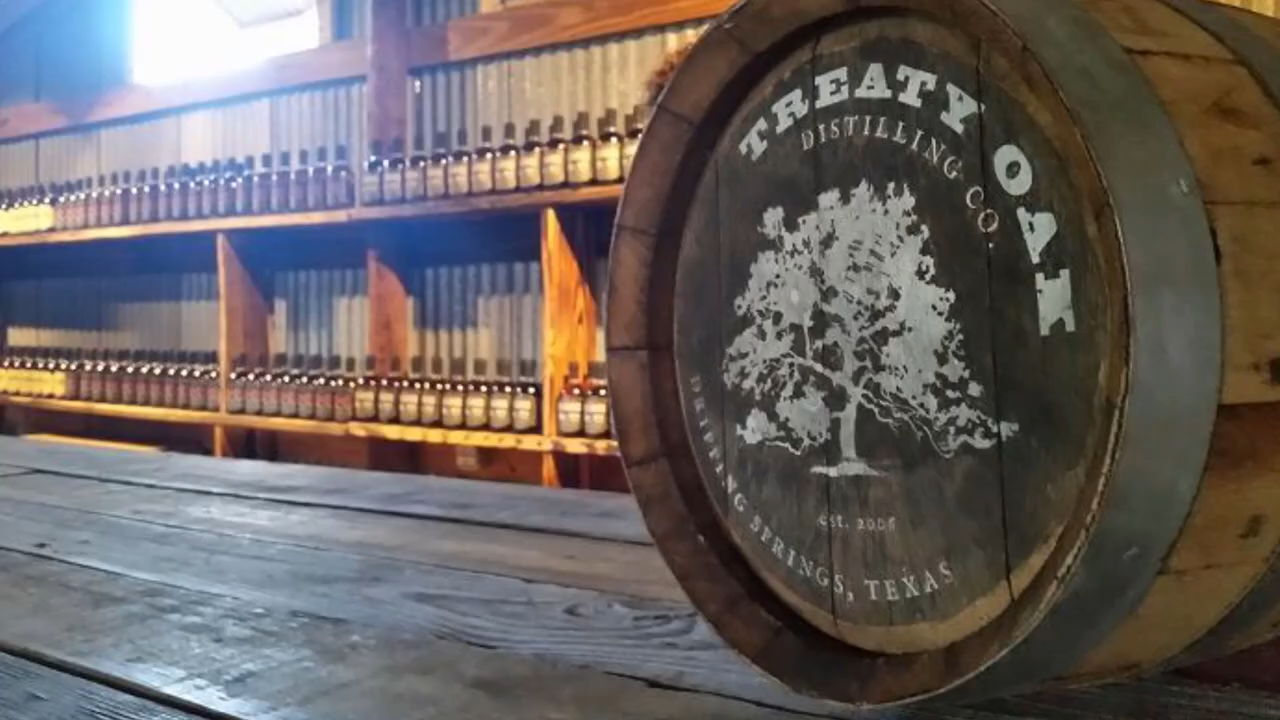 TREATY OAK
DISTILLING CO
est. 2006
DRIPPING SPRINGS, TEXAS